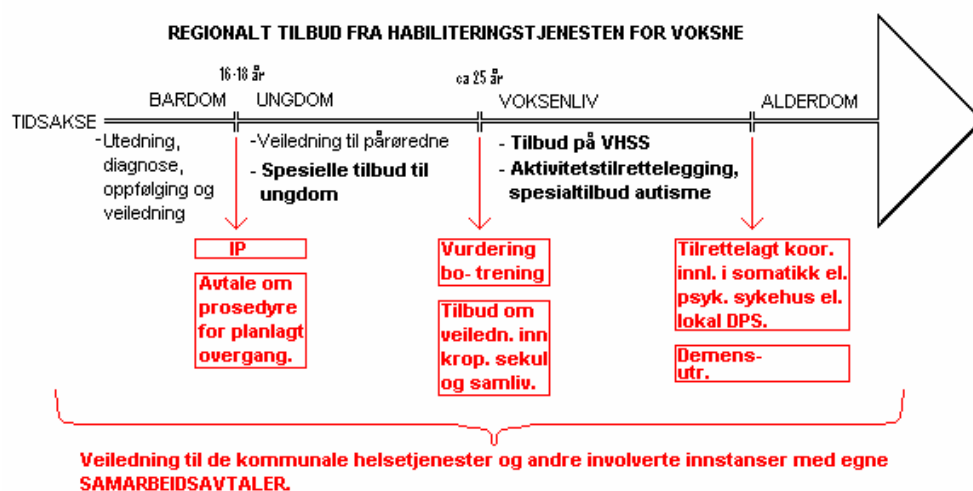 REGIONALT TILBUD FRA HABILITERINGSTJENESTEN FOR VOKSNE
16-18 år
ca 25 år
BARDOM
UNGDOM
VOKSENLIV
ALDERDOM
TIDSAKSE
-Utedning,
diagnose,
oppfølging og
veiledning
-Veiledning til pårøredne
-Spesielle tilbud til
ungdom
- Tilbud på VHSS
- Aktivitetstilrettelegging,
spesialtilbud autisme
IP
Avtale om
prosedyre
for planlagt
overgang.
Vurdering
bo- trening
Tilbud om
veiledn. inn
krop. sekul
og samliv.
Tilrettelagt koor.
innl. i somatikk el.
psyk. sykehus el.
lokal DPS.
Demens-
utr.
Veiledning til de kommunale helsetjenester og andre involverte innstanser med egne
SAMARBEIDSAVTALER.